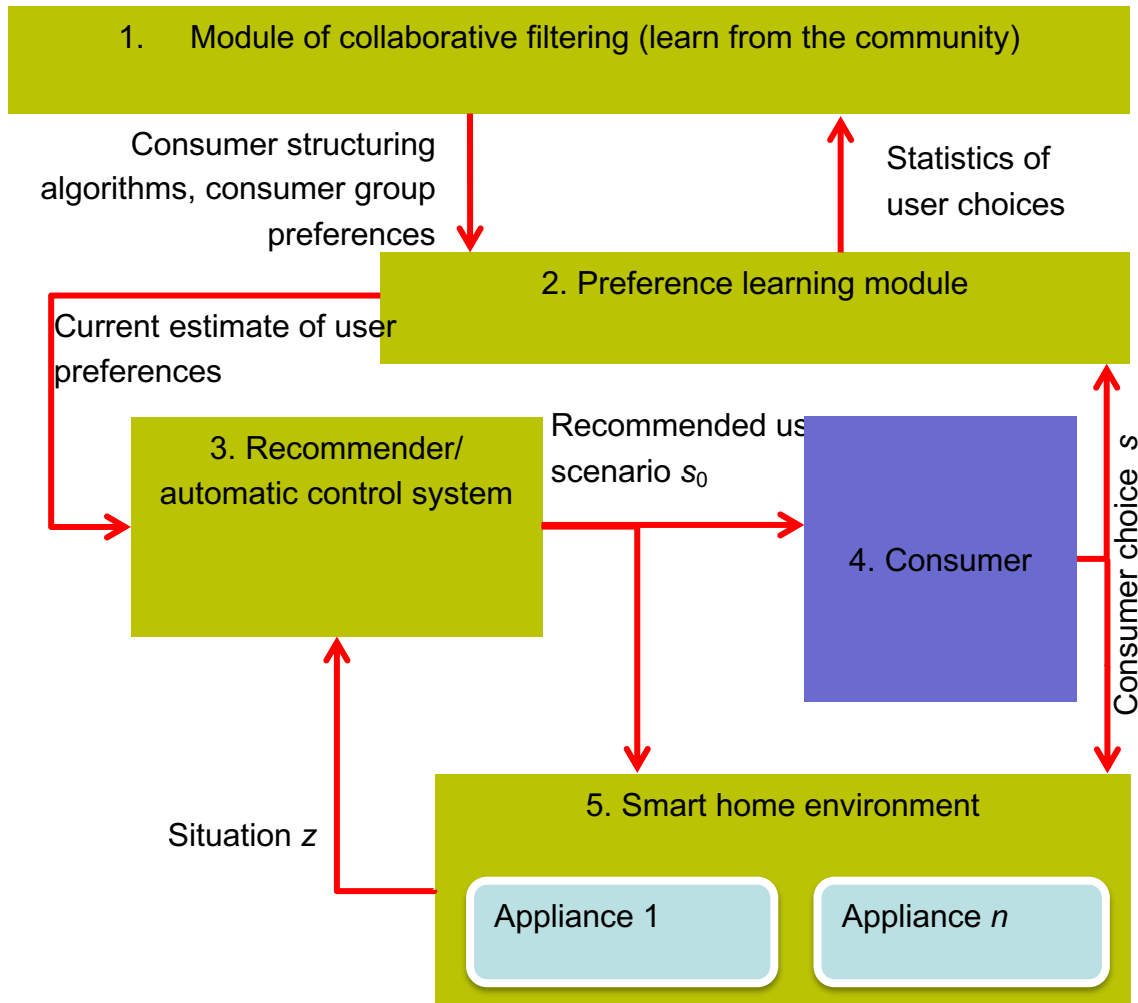 1. Module of collaborative filtering (learn from the community)
Consumer structuring
algorithms, consumer group
preferences
Statistics of
user choices
2. Preference learning module
Current estimate of user
preferences
3. Recommender/
automatic control system
Recommended us
scenario s0
4. Consumer
Consumer choice s
5. Smart home environment
Situation z
Appliance 1
Appliance n